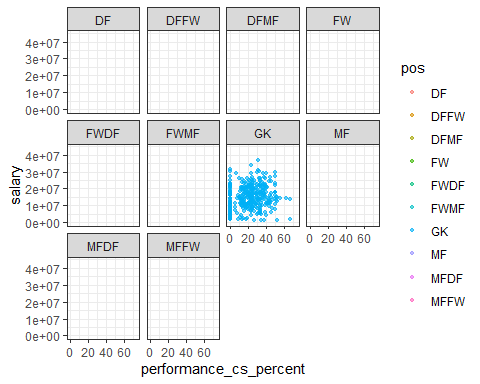 DF DFFW DFMF FW
4e+07
3e+07
2e+07
1e+07
0e+00
FWDF FWMF GK MF
4e+07
3e+07
2e+07
1e+07
0e+00
MFDF MFFW
0 20 40 60 0 20 40 60
4e+07
3e+07
2e+07
1e+07
0e+00
0 20 40 60 0 20 40 60
performance_cs_percent
salary
pos
DF
DFFW
DFMF
FW
FWDF
FWMF
GK
MF
MFDF
MFFW